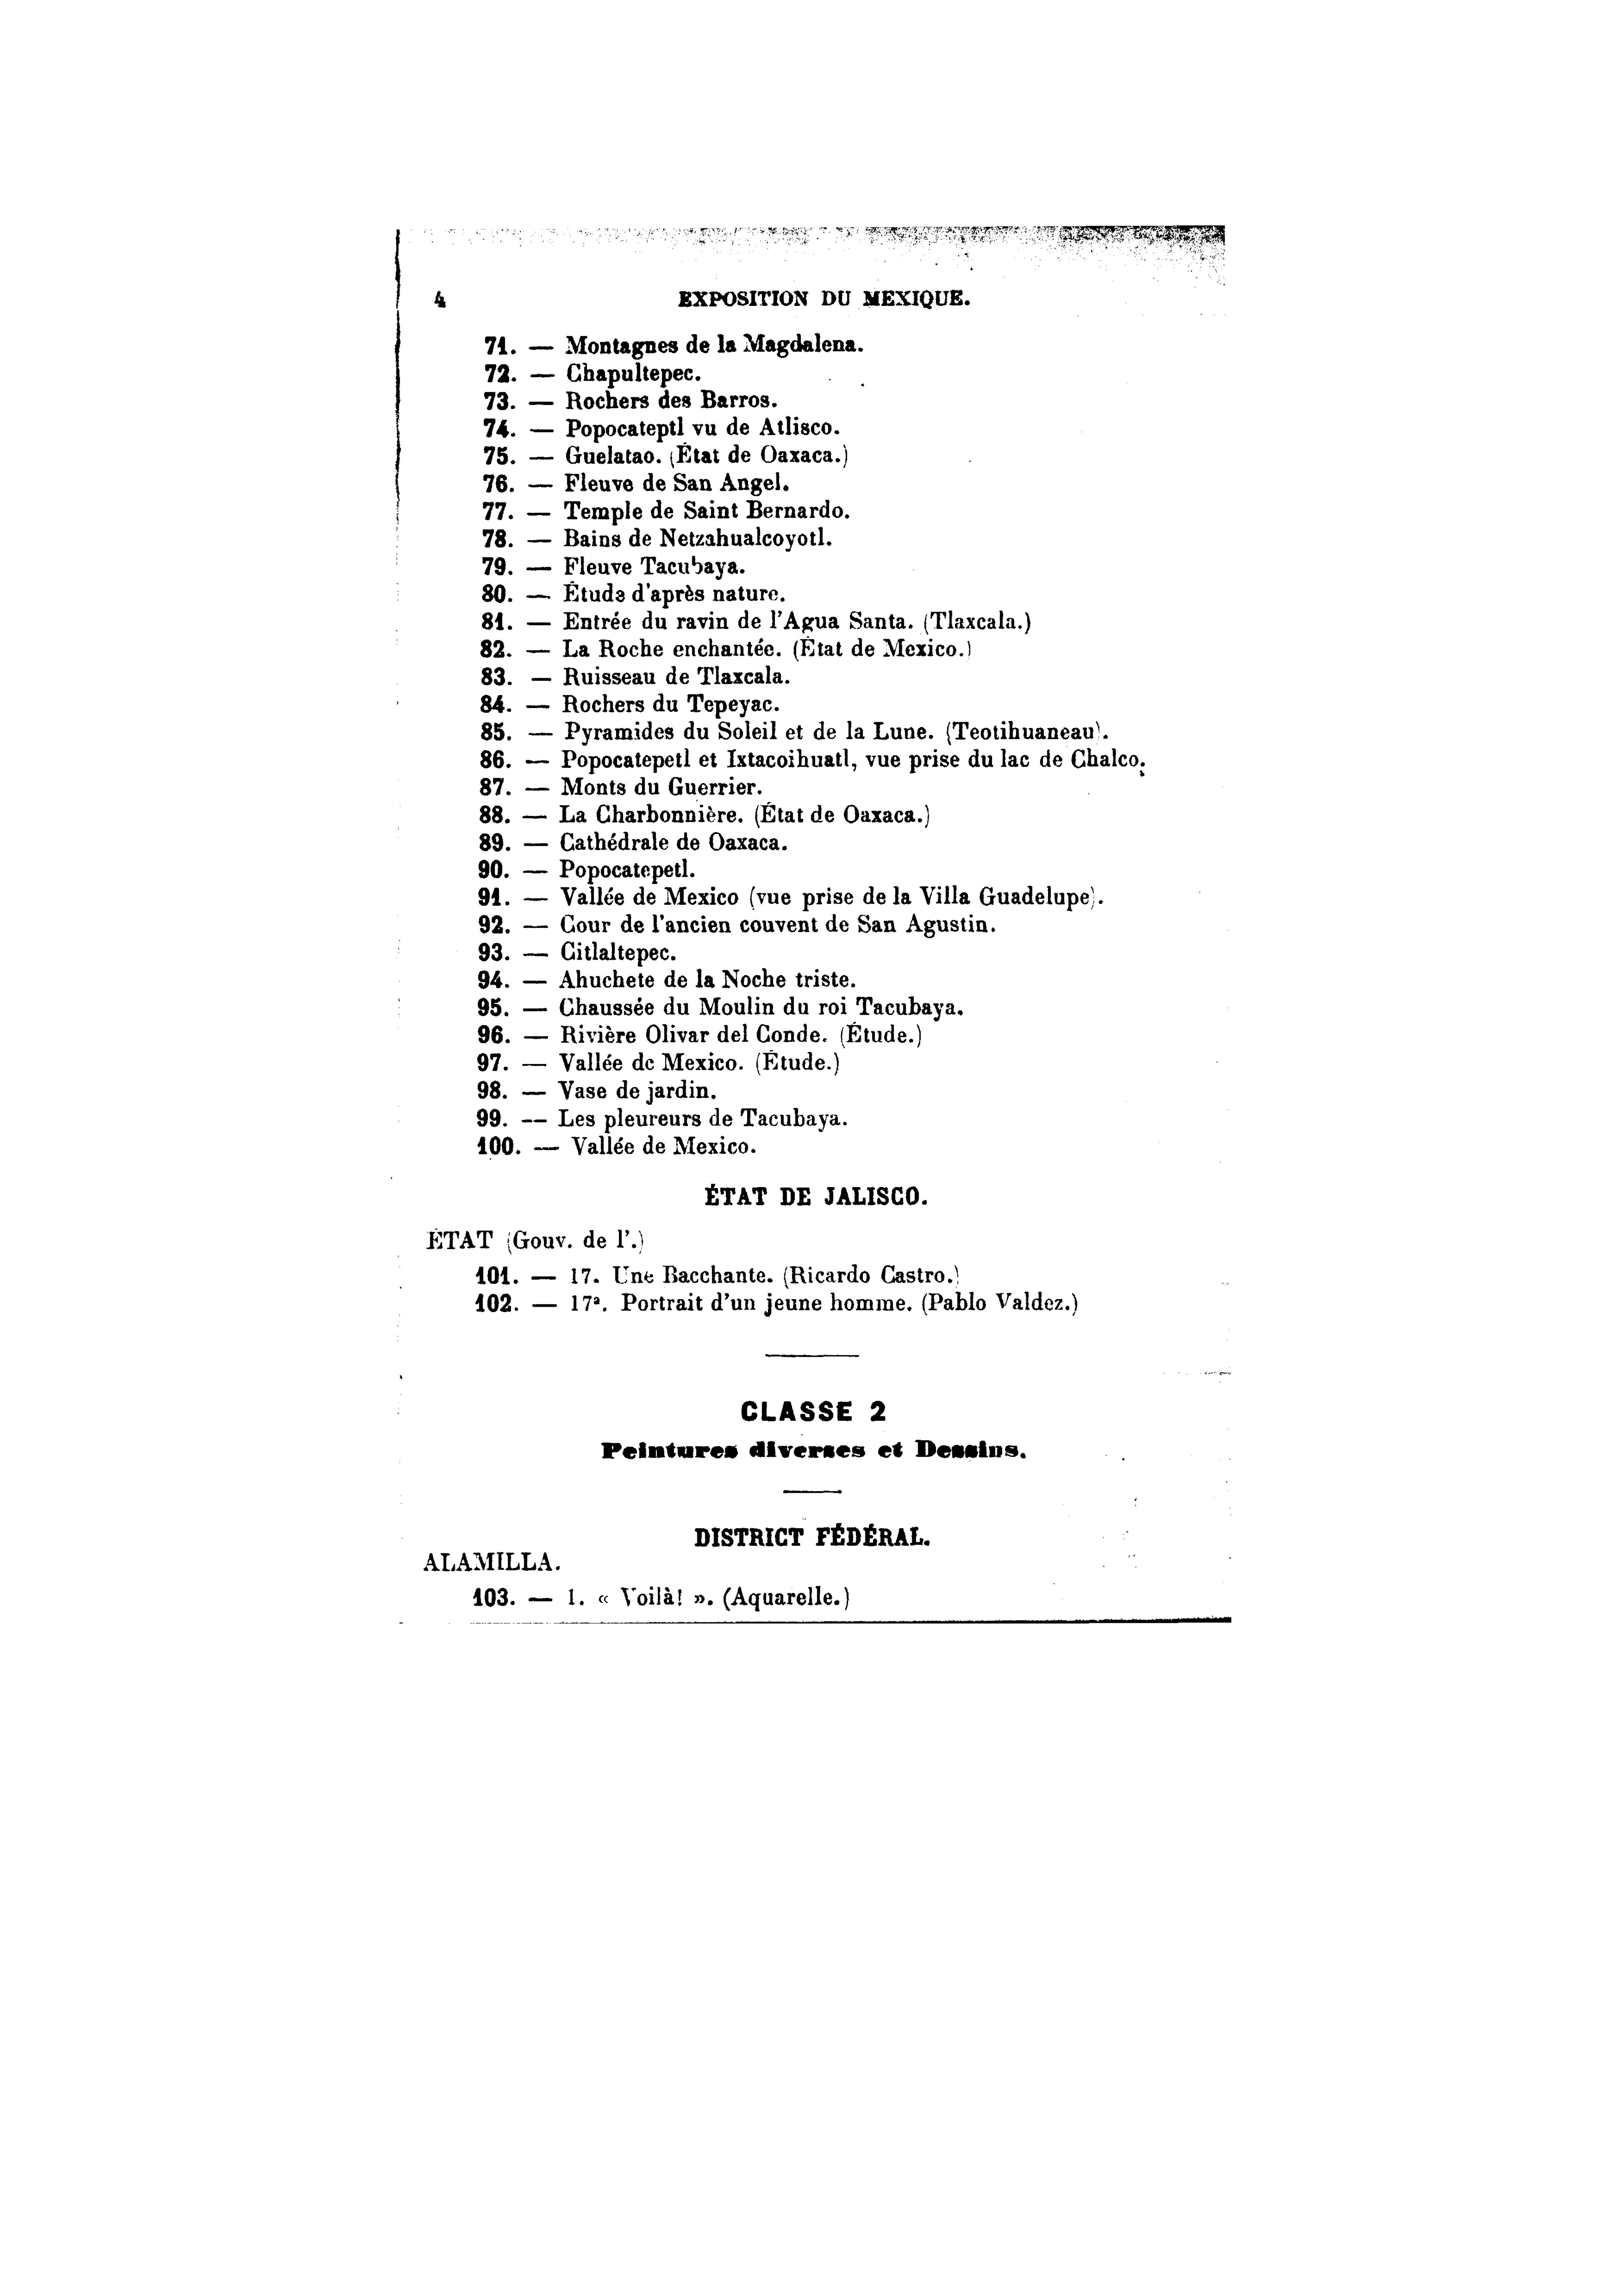 4 EXPOSITION DU MEXIQUE.
71. — Montagnes de la Magdalena.
72. — Chapultepec.
73. — Rochers des Barros.
74. — Popocateptl vu de Atlisco.
75. — Guelatao. (État de Oaxaca.)
76. — Fleuve de San Angel.
77. — Temple de Saint Bernardo.
78. — Bains de Netzahualcoyotl.
79. — Fleuve Tacubaya.
80. — Étude d'après nature.
81. — Entrée du ravin de l'Agua Santa. (Tlaxcala.)
82. — La Roche enchantée. (État de Mexico.)
83. — Ruisseau de Tlaxcala.
84. — Rochers du Tepeyac.
85. — Pyramides du Soleil et de la Lune. (Teotihuaneau).
86. — Popocatepetl et Ixtacoihuatl, vue prise du lac de Chalco.
87. — Monts du Guerrier.
88. — La Charbonnière. (État de Oaxaca.)
89. — Cathédrale de Oaxaca.
90. — Popocatepetl.
91. — Vallée de Mexico (vue prise de la Villa Guadelupe).
92. — Cour de l'ancien couvent de San Agustin.
93. — Citlaltepec.
94. — Ahuchete de la Noche triste.
95. — Chaussée du Moulin du roi Tacubaya.
96. — Rivière Olivar del Conde. (Étude.)
97. — Vallée de Mexico. (Étude.)
98. — Vase de jardin.
99. — Les pleureurs de Tacubaya.
100. — Vallée de Mexico.
ÉTAT DE JALISCO.
ÉTAT (Gouv. de l'.)
101. — 17. Une Bacchante. (Ricardo Castro.)
102. — 17ª. Portrait d'un jeune homme. (Pablo Valdez.)
CLASSE 2
Peintures diverses et Dessins.
DISTRICT FÉDÉRAL.
ALAMILLA.
103. — 1. « Voilà! ». (Aquarelle.)